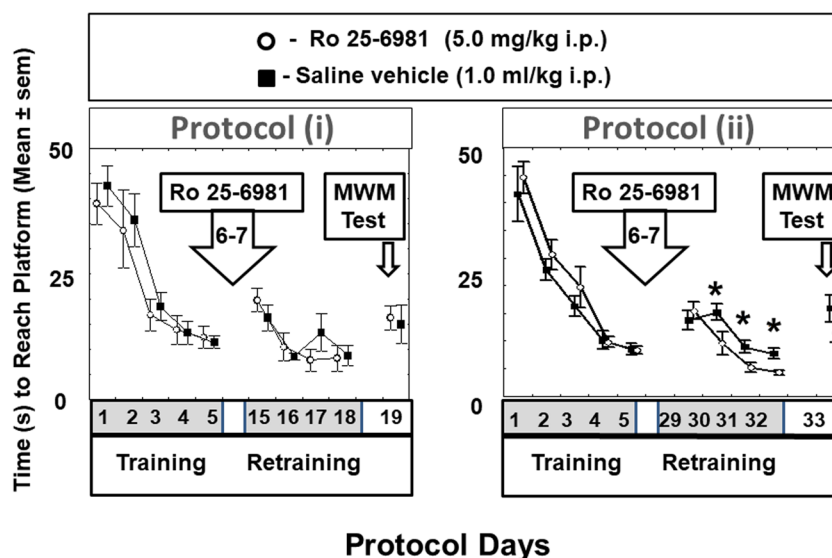 - Ro 25-6981 (5.0 mg/kg i.p.)
- Saline vehicle (1.0 ml/kg i.p.)
Time (s) to Reach Platform (Mean ± sem)
Protocol (i)
50
25
0
Ro 25-6981
6-7
MWM
Test
1 2 3 4 5 15 16 17 18 19
Training Retraining
Protocol (ii)
50
25
0
Ro 25-6981
6-7
MWM
Test
* * *
1 2 3 4 5 29 30 31 32 33
Training Retraining
Protocol Days